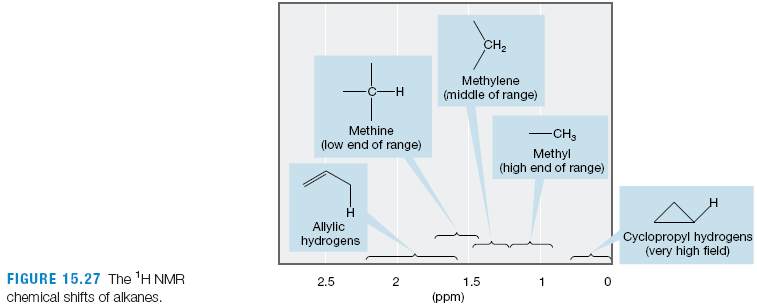 CH₂
Methylene
(middle of range)
C—H
Methine
(low end of range)
—CH₃
Methyl
(high end of range)
H
Allylic
hydrogens
H
Cyclopropyl hydrogens
(very high field)
2.5 2 1.5 1 0
(ppm)
FIGURE 15.27 The ¹H NMR
chemical shifts of alkanes.